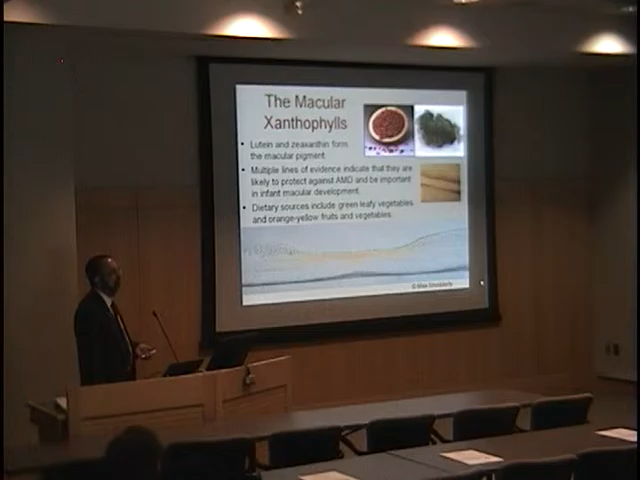 The Macular
Xanthophylls
• Lutein and zeaxanthin form
the macular pigment.
• Multiple lines of evidence indicate that they are
likely to protect against AMD and be important
in infant macular development.
• Dietary sources include green leafy vegetables
and orange-yellow fruits and vegetables.
© Max